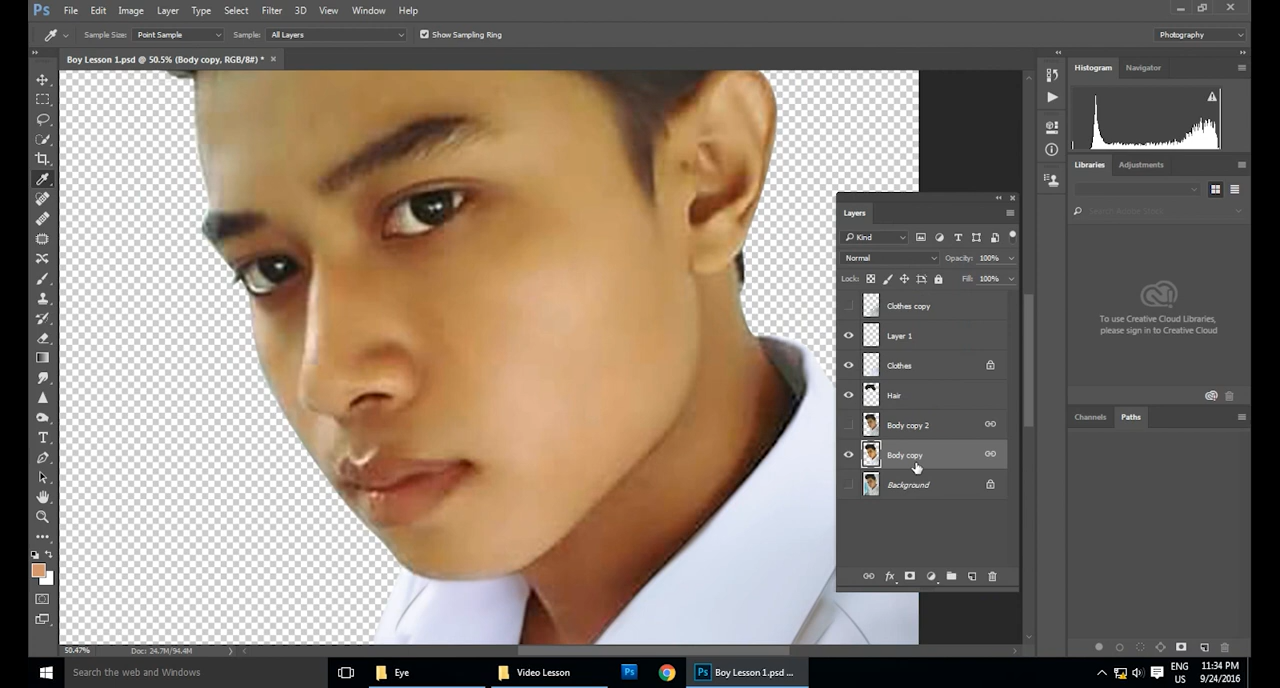 Ps File Edit Image Layer Type Select Filter 3D View Window Help
Sample Size: Point Sample Sample: All Layers Show Sampling Ring Photography
Boy Lesson 1.psd @ 50.5% (Body copy, RGB/8#) * ×
Histogram Navigator
Libraries Adjustments
To use Creative Cloud Libraries,
please sign in to Creative Cloud
Channels Paths
Layers
Kind
Normal Opacity: 100%
Lock: Fill: 100%
Clothes copy
Layer 1
Clothes
Hair
Body copy 2
Body copy
Background
fx
50.47% Doc: 24.7M/94.4M
Search the web and Windows Eye Video Lesson Ps Ps Boy Lesson 1.psd ... ENG 11:34 PM
US 9/24/2016